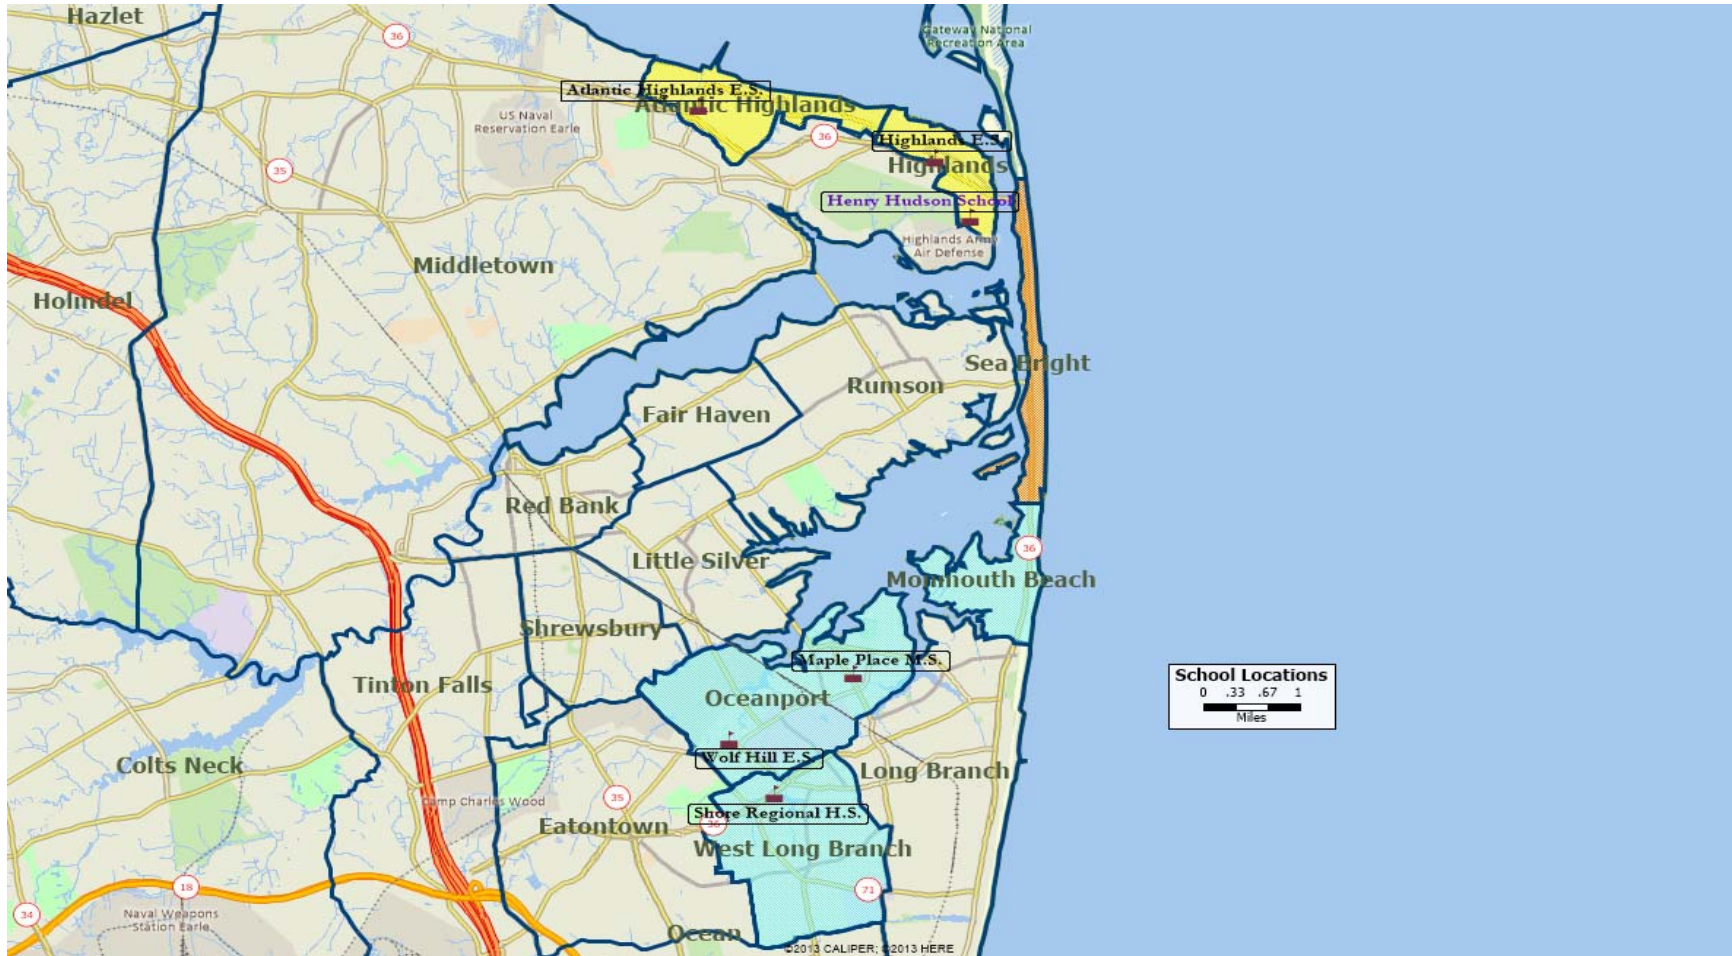 Hazlet
36
Gateway National
Recreation Area
Atlantic Highlands E.S.
Atlantic Highlands
US Naval
Reservation Earle
36
Highlands E.S.
Highlands
35
Henry Hudson School
Highlands Army
Air Defense
Middletown
Holmdel
Sea Bright
Rumson
Fair Haven
Red Bank
36
Little Silver
Monmouth Beach
Shrewsbury
Maple Place M.S.
Tinton Falls
Oceanport
School Locations
0 .33 .67 1
Miles
Wolf Hill E.S.
Colts Neck
Long Branch
Camp Charles Wood
35
Shore Regional H.S.
36
Eatontown
West Long Branch
18
71
34
Naval Weapons
Station Earle
Ocean
©2013 CALIPER; ©2013 HERE